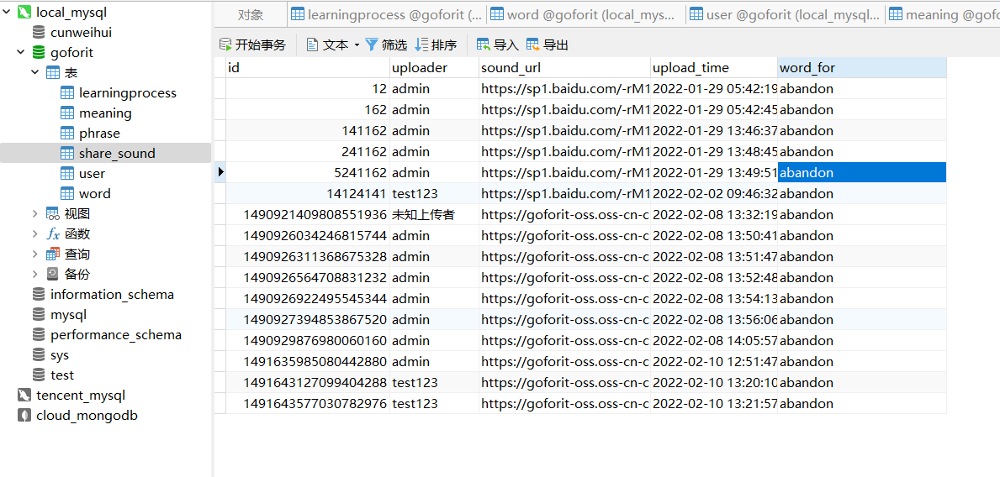 local_mysql
cunweihui
goforit
表
learningprocess
meaning
phrase
share_sound
user
word
视图
fx 函数
查询
备份
information_schema
mysql
performance_schema
sys
test
tencent_mysql
cloud_mongodb
对象 learningprocess @goforit (... word @goforit (local_mys... user @goforit (local_mysql... meaning @gofo
开始事务 文本 筛选 排序 导入 导出
id uploader sound_url upload_time word_for
12 admin https://sp1.baidu.com/-rM1 2022-01-29 05:42:19 abandon
162 admin https://sp1.baidu.com/-rM1 2022-01-29 05:42:45 abandon
141162 admin https://sp1.baidu.com/-rM1 2022-01-29 13:46:37 abandon
241162 admin https://sp1.baidu.com/-rM1 2022-01-29 13:48:45 abandon
5241162 admin https://sp1.baidu.com/-rM1 2022-01-29 13:49:51 abandon
14124141 test123 https://sp1.baidu.com/-rM1 2022-02-02 09:46:32 abandon
1490921409808551936 未知上传者 https://goforit-oss.oss-cn-c 2022-02-08 13:32:19 abandon
1490926034246815744 admin https://goforit-oss.oss-cn-c 2022-02-08 13:50:41 abandon
1490926311368675328 admin https://goforit-oss.oss-cn-c 2022-02-08 13:51:47 abandon
1490926564708831232 admin https://goforit-oss.oss-cn-c 2022-02-08 13:52:48 abandon
1490926922495545344 admin https://goforit-oss.oss-cn-c 2022-02-08 13:54:13 abandon
1490927394853867520 admin https://goforit-oss.oss-cn-c 2022-02-08 13:56:06 abandon
1490929876980060160 admin https://goforit-oss.oss-cn-c 2022-02-08 14:05:57 abandon
1491635985080442880 admin https://goforit-oss.oss-cn-c 2022-02-10 12:51:47 abandon
1491643127099404288 test123 https://goforit-oss.oss-cn-c 2022-02-10 13:20:10 abandon
1491643577030782976 test123 https://goforit-oss.oss-cn-c 2022-02-10 13:21:57 abandon